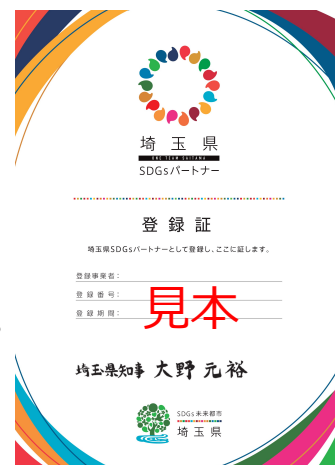 埼玉県
ONE TEAM SAITAMA
SDGsパートナー
登録証
埼玉県SDGsパートナーとして登録し、ここに証します。
登録事業者：
登録番号：
登録期間：
見本
埼玉県知事 大野元裕
SDGs未来都市
埼玉県